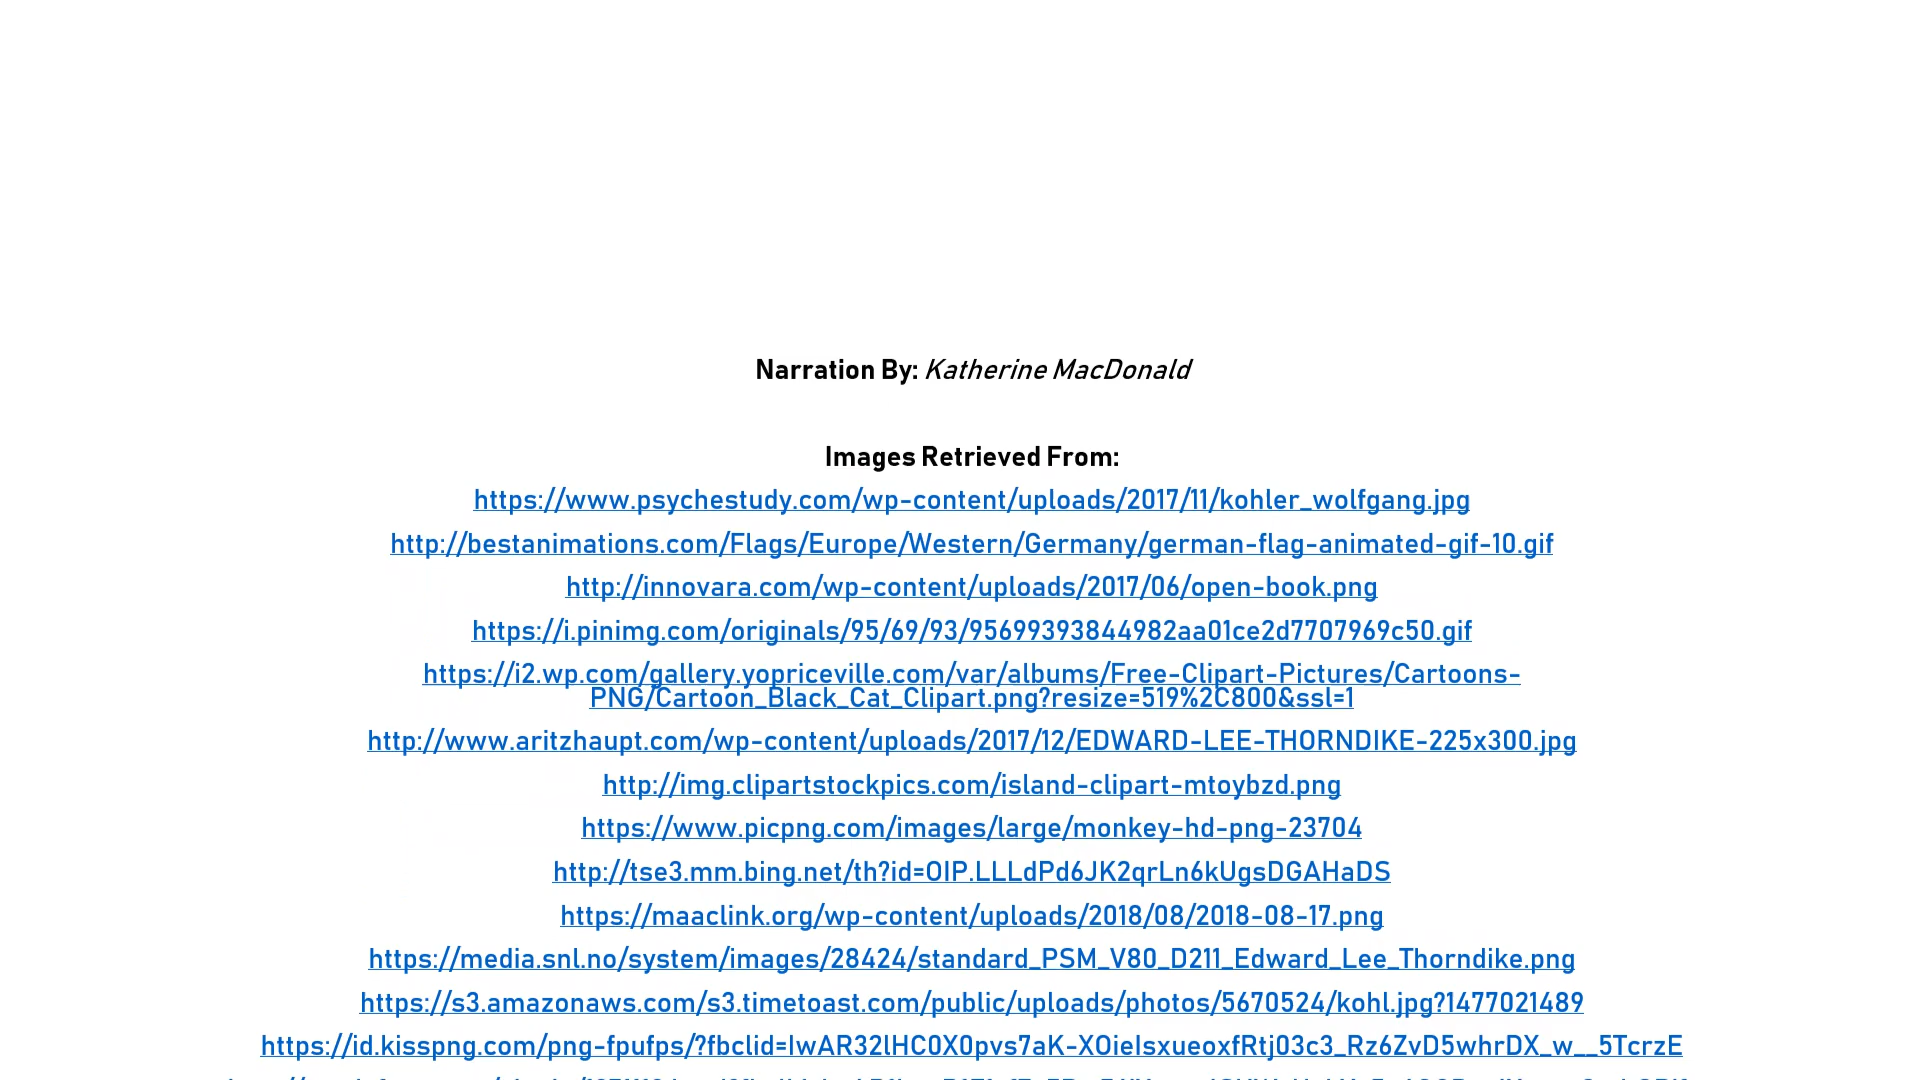 Narration By: Katherine MacDonald
Images Retrieved From:
https://www.psychestudy.com/wp-content/uploads/2017/11/kohler_wolfgang.jpg
http://bestanimations.com/Flags/Europe/Western/Germany/german-flag-animated-gif-10.gif
http://innovara.com/wp-content/uploads/2017/06/open-book.png
https://i.pinimg.com/originals/95/69/93/95699393844982aa01ce2d7707969c50.gif
https://i2.wp.com/gallery.yopriceville.com/var/albums/Free-Clipart-Pictures/Cartoons-
PNG/Cartoon_Black_Cat_Clipart.png?resize=519%2C800&ssl=1
http://www.aritzhaupt.com/wp-content/uploads/2017/12/EDWARD-LEE-THORNDIKE-225x300.jpg
http://img.clipartstockpics.com/island-clipart-mtoybzd.png
https://www.picpng.com/images/large/monkey-hd-png-23704
http://tse3.mm.bing.net/th?id=OIP.LLLdPd6JK2qrLn6kUgsDGAHaDS
https://maaclink.org/wp-content/uploads/2018/08/2018-08-17.png
https://media.snl.no/system/images/28424/standard_PSM_V80_D211_Edward_Lee_Thorndike.png
https://s3.amazonaws.com/s3.timetoast.com/public/uploads/photos/5670524/kohl.jpg?1477021489
https://id.kisspng.com/png-fpufps/?fbclid=IwAR32lHC0X0pvs7aK-XOieIsxueoxfRtj03c3_Rz6ZvD5whrDX_w__5TcrzE